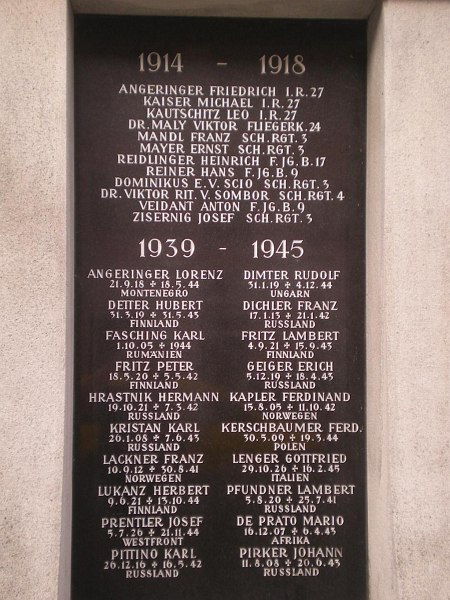 1914 - 1918
ANGERINGER FRIEDRICH I.R.27
KAISER MICHAEL I.R.27
KAUTSCHITZ LEO I.R.27
DR.MALY VIKTOR FLIEGERK.24
MANDL FRANZ SCH.RGT.3
MAYER ERNST SCH.RGT.3
REIDLINGER HEINRICH F.JG.B.17
REINER HANS F.JG.B.9
DOMINIKUS E.V.SCIO SCH.RGT.3
DR.VIKTOR RIT.V.SOMBOR SCH.RGT.4
VEIDANT ANTON F.JG.B.9
ZISERNIG JOSEF SCH.RGT.3
1939 - 1945
ANGERINGER LORENZ
21.9.18 ✝ 18.5.44
MONTENEGRO
DEITER HUBERT
31.3.19 ✝ 31.5.43
FINNLAND
FASCHING KARL
1.10.05 ✝ 1944
RUMÄNIEN
FRITZ PETER
18.5.20 ✝ 5.5.42
FINNLAND
HRASTNIK HERMANN
19.10.21 ✝ 7.3.42
RUSSLAND
KRISTAN KARL
26.1.08 ✝ 7.6.43
RUSSLAND
LACKNER FRANZ
10.9.12 ✝ 30.8.41
NORWEGEN
LUKANZ HERBERT
9.6.21 ✝ 13.10.44
FINNLAND
PRENTLER JOSEF
5.7.26 ✝ 21.11.44
WESTFRONT
PITTINO KARL
26.12.16 ✝ 16.5.42
RUSSLAND
DIMTER RUDOLF
31.1.19 ✝ 4.12.44
UNGARN
DICHLER FRANZ
17.1.13 ✝ 21.1.42
RUSSLAND
FRITZ LAMBERT
4.9.21 ✝ 15.9.43
FINNLAND
GEIGER ERICH
5.12.19 ✝ 18.4.43
RUSSLAND
KAPLER FERDINAND
15.8.05 ✝ 11.10.42
NORWEGEN
KERSCHBAUMER FERD.
30.5.09 ✝ 19.3.44
POLEN
LENGER GOTTFRIED
29.10.26 ✝ 16.2.45
ITALIEN
PFUNDNER LAMBERT
5.8.20 ✝ 25.7.41
RUSSLAND
DE PRATO MARIO
16.12.07 ✝ 6.4.43
AFRIKA
PIRKER JOHANN
11.8.08 ✝ 20.6.43
RUSSLAND